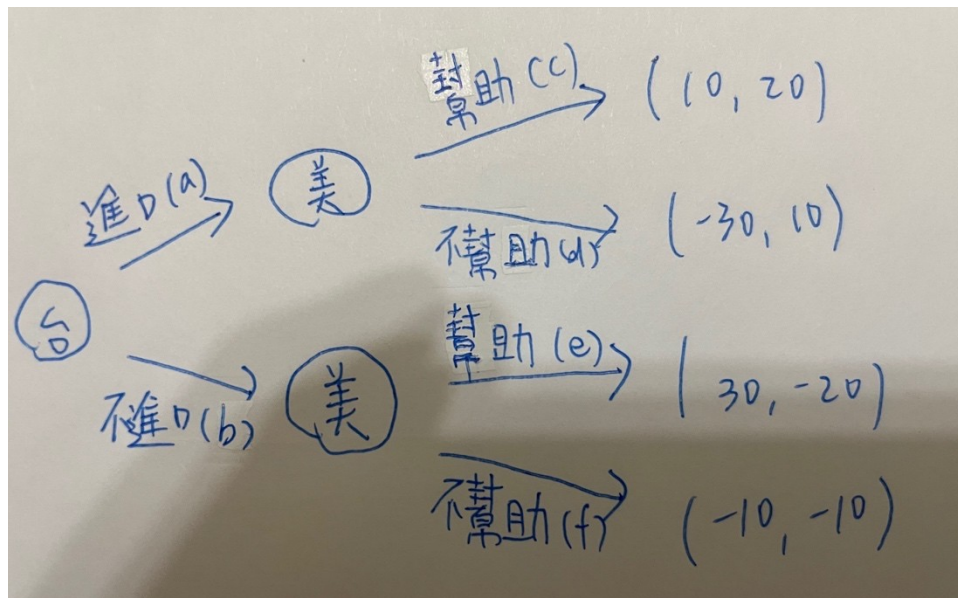 幫助(c) (10, 20)
進口(a) 美
不幫助(d) (-30, 10)
台
幫助(e) (30, -20)
不進口(b) 美
不幫助(f) (-10, -10)